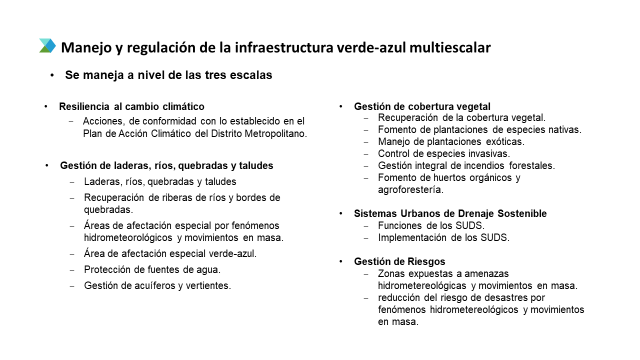 Manejo y regulación de la infraestructura verde-azul multiescalar
• Se maneja a nivel de las tres escalas
• Resiliencia al cambio climático
– Acciones, de conformidad con lo establecido en el
Plan de Acción Climático del Distrito Metropolitano.
• Gestión de laderas, ríos, quebradas y taludes
– Laderas, ríos, quebradas y taludes
– Recuperación de riberas de ríos y bordes de
quebradas.
– Áreas de afectación especial por fenómenos
hidrometeorológicos y movimientos en masa.
– Área de afectación especial verde-azul.
– Protección de fuentes de agua.
– Gestión de acuíferos y vertientes.
• Gestión de cobertura vegetal
– Recuperación de la cobertura vegetal.
– Fomento de plantaciones de especies nativas.
– Manejo de plantaciones exóticas.
– Control de especies invasivas.
– Gestión integral de incendios forestales.
– Fomento de huertos orgánicos y
agroforestería.
• Sistemas Urbanos de Drenaje Sostenible
– Funciones de los SUDS.
– Implementación de los SUDS.
• Gestión de Riesgos
– Zonas expuestas a amenazas
hidrometereológicas y movimientos en masa.
– reducción del riesgo de desastres por
fenómenos hidrometereológicos y movimientos
en masa.